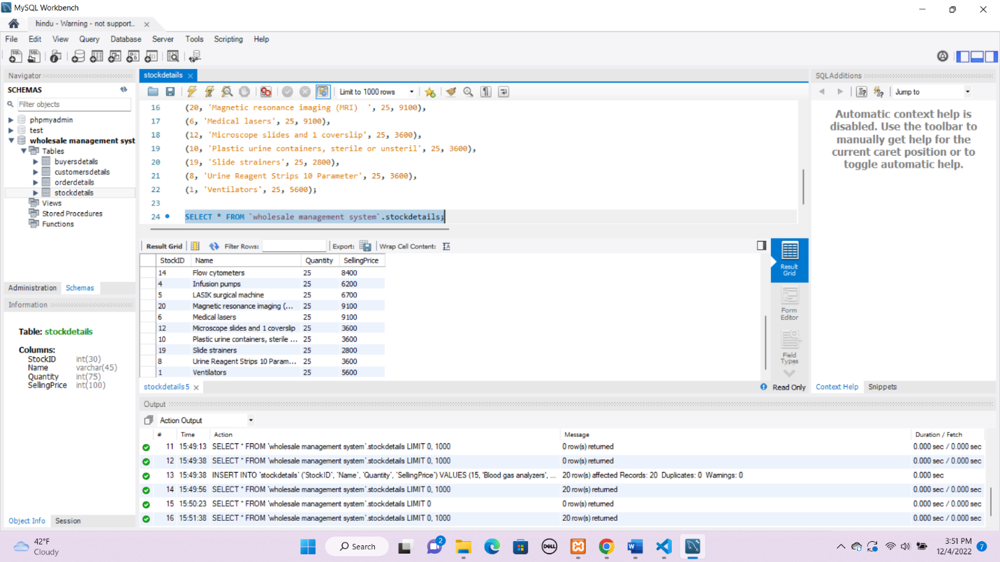 MySQL Workbench
hindu - Warning - not support..
File Edit View Query Database Server Tools Scripting Help
Navigator
SCHEMAS
Filter objects
phpmyadmin
test
wholesale management syst
Tables
buyersdetails
customersdetails
orderdetails
stockdetails
Views
Stored Procedures
Functions
Administration Schemas
Information
Table: stockdetails
Columns:
StockID int(30)
Name varchar(45)
Quantity int(75)
SellingPrice int(100)
Object Info Session
stockdetails
Limit to 1000 rows
16 (20, 'Magnetic resonance imaging (MRI)  ', 25, 9100),
17 (6, 'Medical lasers', 25, 9100),
18 (12, 'Microscope slides and 1 coverslip', 25, 3600),
19 (10, 'Plastic urine containers, sterile or unsteril', 25, 3600),
20 (19, 'Slide strainers', 25, 2800),
21 (8, 'Urine Reagent Strips 10 Parameter', 25, 3600),
22 (1, 'Ventilators', 25, 5600);
23
24 SELECT * FROM `wholesale management system`.stockdetails;
Result Grid Filter Rows: Export: Wrap Cell Content:
StockID Name Quantity SellingPrice
14 Flow cytometers 25 8400
4 Infusion pumps 25 6200
5 LASIK surgical machine 25 6700
20 Magnetic resonance imaging (... 25 9100
6 Medical lasers 25 9100
12 Microscope slides and 1 coverslip 25 3600
10 Plastic urine containers, sterile ... 25 3600
19 Slide strainers 25 2800
8 Urine Reagent Strips 10 Param... 25 3600
1 Ventilators 25 5600
Result
Grid
Form
Editor
Field
Types
stockdetails 5
Read Only
SQLAdditions
Jump to
Automatic context help is
disabled. Use the toolbar to
manually get help for the
current caret position or to
toggle automatic help.
Context Help Snippets
Output
Action Output
# Time Action Message Duration / Fetch
11 15:49:13 SELECT * FROM `wholesale management system`.stockdetails LIMIT 0, 1000 0 row(s) returned 0.000 sec / 0.000 sec
12 15:49:38 SELECT * FROM `wholesale management system`.stockdetails LIMIT 0, 1000 0 row(s) returned 0.000 sec / 0.000 sec
13 15:49:38 INSERT INTO `stockdetails` (`StockID`, `Name`, `Quantity`, `SellingPrice`) VALUES (15, 'Blood gas analyzers', ... 20 row(s) affected Records: 20  Duplicates: 0  Warnings: 0 0.000 sec
14 15:49:56 SELECT * FROM `wholesale management system`.stockdetails LIMIT 0, 1000 20 row(s) returned 0.000 sec / 0.000 sec
15 15:50:23 SELECT * FROM `wholesale management system`.stockdetails LIMIT 0 0 row(s) returned 0.000 sec / 0.000 sec
16 15:51:38 SELECT * FROM `wholesale management system`.stockdetails LIMIT 0, 1000 20 row(s) returned 0.000 sec / 0.000 sec
42°F
Cloudy
Search
2
DELL
3:51 PM
12/4/2022
7